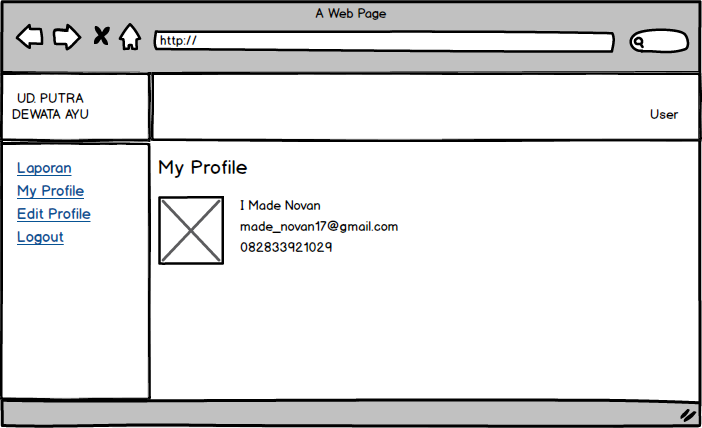 A Web Page
http://
UD. PUTRA
DEWATA AYU
User
Laporan
My Profile
Edit Profile
Logout
My Profile
I Made Novan
made_novan17@gmail.com
082833921029